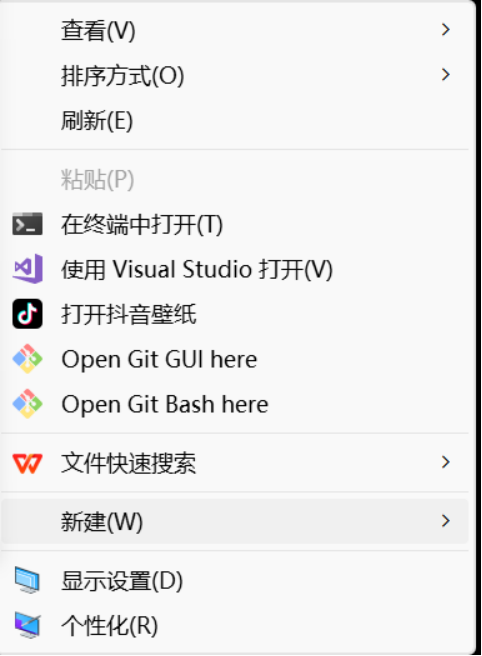 查看(V)
排序方式(O)
刷新(E)
粘贴(P)
在终端中打开(T)
使用 Visual Studio 打开(V)
打开抖音壁纸
Open Git GUI here
Open Git Bash here
文件快速搜索
新建(W)
显示设置(D)
个性化(R)